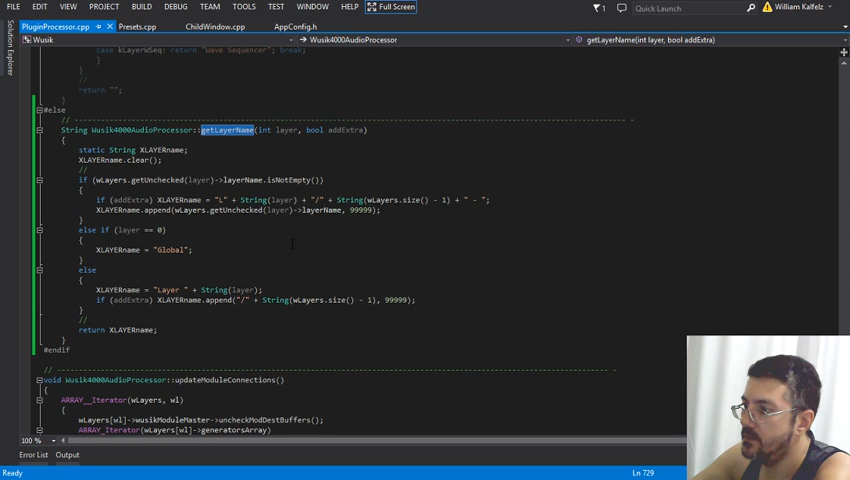 FILE EDIT VIEW TEAM TOOLS TEST WINDOW HELP Full Screen 1 Quick Launch William Kalfelz
PluginProcessor.cpp Presets.cpp ChildWindow.cpp AppConfig.h
Wusik Wusik4000AudioProcessor getLayerName(int layer, bool addExtra)
Solution Explorer
case kLayerWSeq: return "Wave Sequencer"; break;
}
}
//
return "";
}
#else
// ---
String Wusik4000AudioProcessor::getLayerName(int layer, bool addExtra)
{
static String XLAYERname;
XLAYERname.clear();
//
if (wLayers.getUnchecked(layer)->layerName.isNotEmpty())
{
if (addExtra) XLAYERname = "L" + String(layer) + "/" + String(wLayers.size() - 1) + " - ";
XLAYERname.append(wLayers.getUnchecked(layer)->layerName, 99999);
}
else if (layer == 0)
{
XLAYERname = "Global";
}
else
{
XLAYERname = "Layer " + String(layer);
if (addExtra) XLAYERname.append("/" + String(wLayers.size() - 1), 99999);
}
//
return XLAYERname;
}
#endif
// ---
void Wusik4000AudioProcessor::updateModuleConnections()
{
ARRAY__Iterator(wLayers, wl)
{
wLayers[wl]->wusikModuleMaster->uncheckModDestBuffers();
ARRAY_Iterator(wLayers[wl]->generatorsArray)
100 %
Error List Output
Ready Ln 729